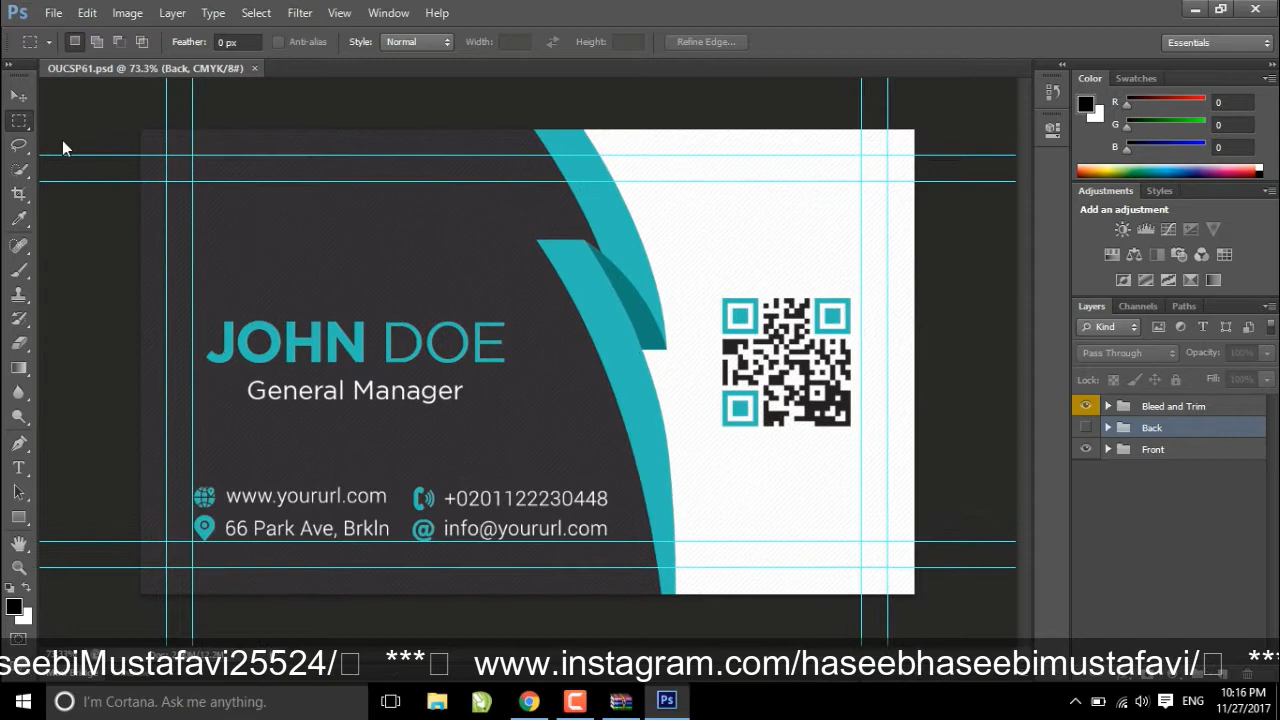 Ps File Edit Image Layer Type Select Filter View Window Help
Feather: 0 px Anti-alias Style: Normal Width: Height: Refine Edge... Essentials
OUCSP61.psd @ 73.3% (Back, CMYK/8#) ×
Color Swatches
R 0
G 0
B 0
Adjustments Styles
Add an adjustment
Layers Channels Paths
Kind
Pass Through Opacity: 100%
Lock: Fill: 100%
Bleed and Trim
Back
Front
JOHN DOE
General Manager
www.yoururl.com +0201122230448
66 Park Ave, Brkln info@yoururl.com
seebiMustafavi25524/ *** www.instagram.com/haseebhaseebimustafavi/ **
I'm Cortana. Ask me anything.
Ps
ENG
10:16 PM
11/27/2017